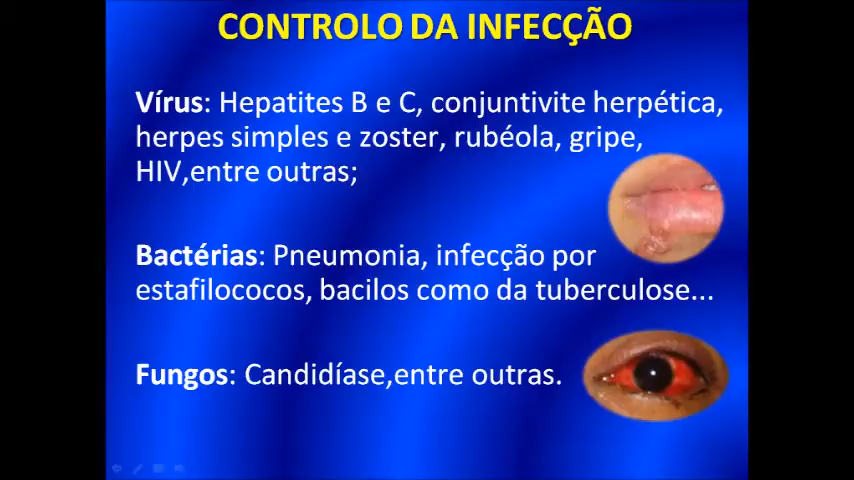 CONTROLO DA INFECÇÃO
Vírus: Hepatites B e C, conjuntivite herpética,
herpes simples e zoster, rubéola, gripe,
HIV,entre outras;
Bactérias: Pneumonia, infecção por
estafilococos, bacilos como da tuberculose...
Fungos: Candidíase,entre outras.